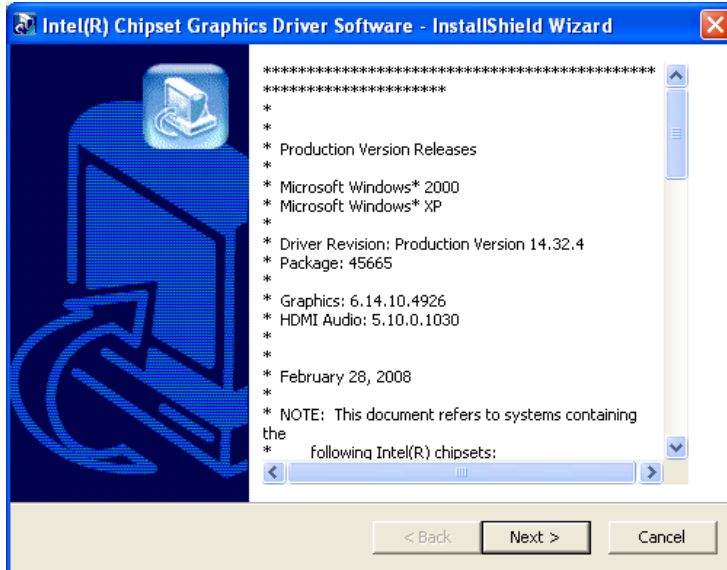 Intel(R) Chipset Graphics Driver Software - InstallShield Wizard
*********************************************
*********************
*
*
* Production Version Releases
*
* Microsoft Windows* 2000
* Microsoft Windows* XP
*
* Driver Revision: Production Version 14.32.4
* Package: 45665
*
* Graphics: 6.14.10.4926
* HDMI Audio: 5.10.0.1030
*
*
* February 28, 2008
*
* NOTE: This document refers to systems containing
the
* following Intel(R) chipsets:
< Back
Next >
Cancel